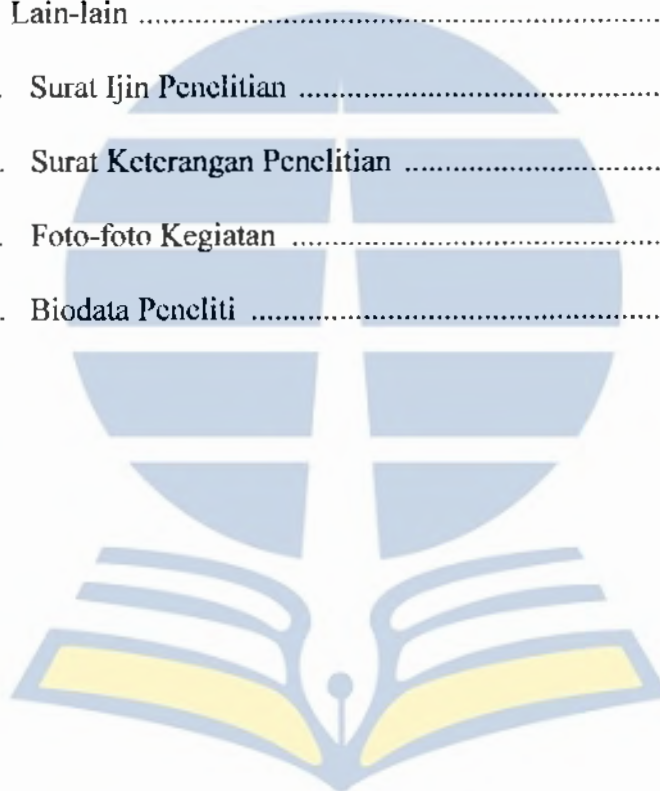 Lain-lain ........................................................................
. Surat Ijin Penelitian ................................................
. Surat Keterangan Penelitian ................................
. Foto-foto Kegiatan ..................................................
. Biodata Peneliti ........................................................